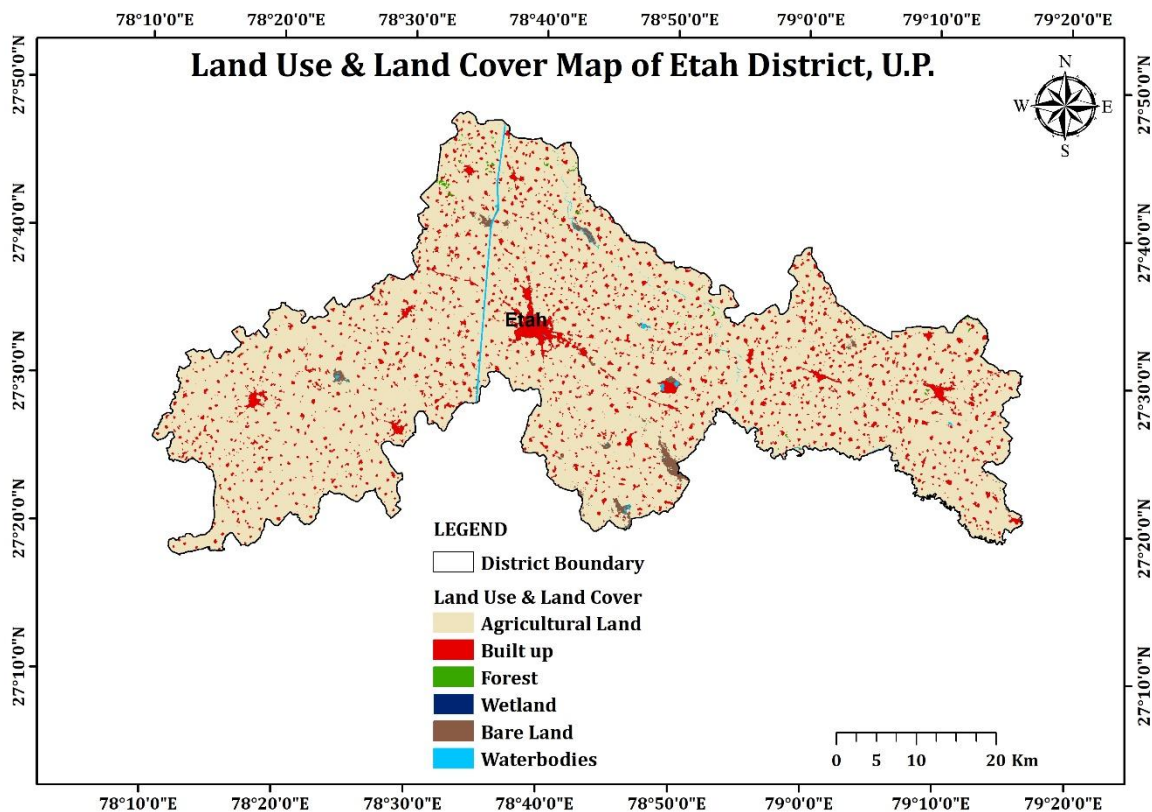 78°10'0"E 78°20'0"E 78°30'0"E 78°40'0"E 78°50'0"E 79°0'0"E 79°10'0"E 79°20'0"E
Land Use & Land Cover Map of Etah District, U.P.
N
W E
S
27°50'0"N 27°50'0"N
27°40'0"N 27°40'0"N
Etah
27°30'0"N 27°30'0"N
27°20'0"N 27°20'0"N
LEGEND
District Boundary
Land Use & Land Cover
Agricultural Land
Built up
Forest
Wetland
Bare Land
Waterbodies
27°10'0"N 27°10'0"N
0 5 10 20 Km
78°10'0"E 78°20'0"E 78°30'0"E 78°40'0"E 78°50'0"E 79°0'0"E 79°10'0"E